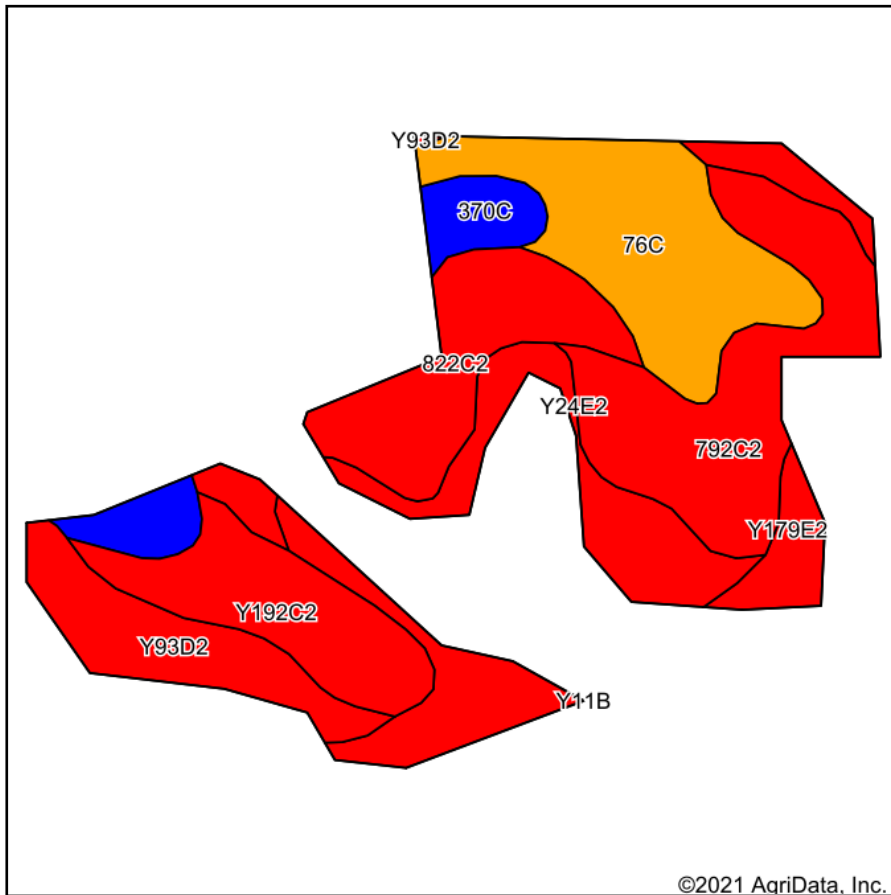 Y93D2
370C
76C
822C2
Y24E2
792C2
Y179E2
Y192C2
Y93D2
Y11B
©2021 AgriData, Inc.